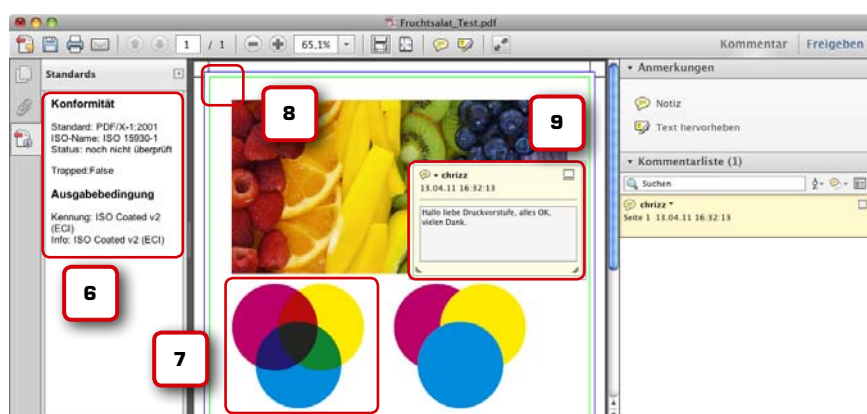 Fruchtsalat_Test.pdf
1 / 1 65,1% Kommentar Freigeben
Standards
Konformität
Standard: PDF/X-1:2001
ISO-Name: ISO 15930-1
Status: noch nicht überprüft
Trapped:False
Ausgabebedingung
Kennung: ISO Coated v2
(ECI)
Info: ISO Coated v2 (ECI)
6
7
8
9
chrizz
13.04.11 16:32:13
Hallo liebe Druckvorstufe, alles OK,
vielen Dank.
Anmerkungen
Notiz
Text hervorheben
Kommentarliste (1)
Suchen
chrizz
Seite 1 13.04.11 16:32:13